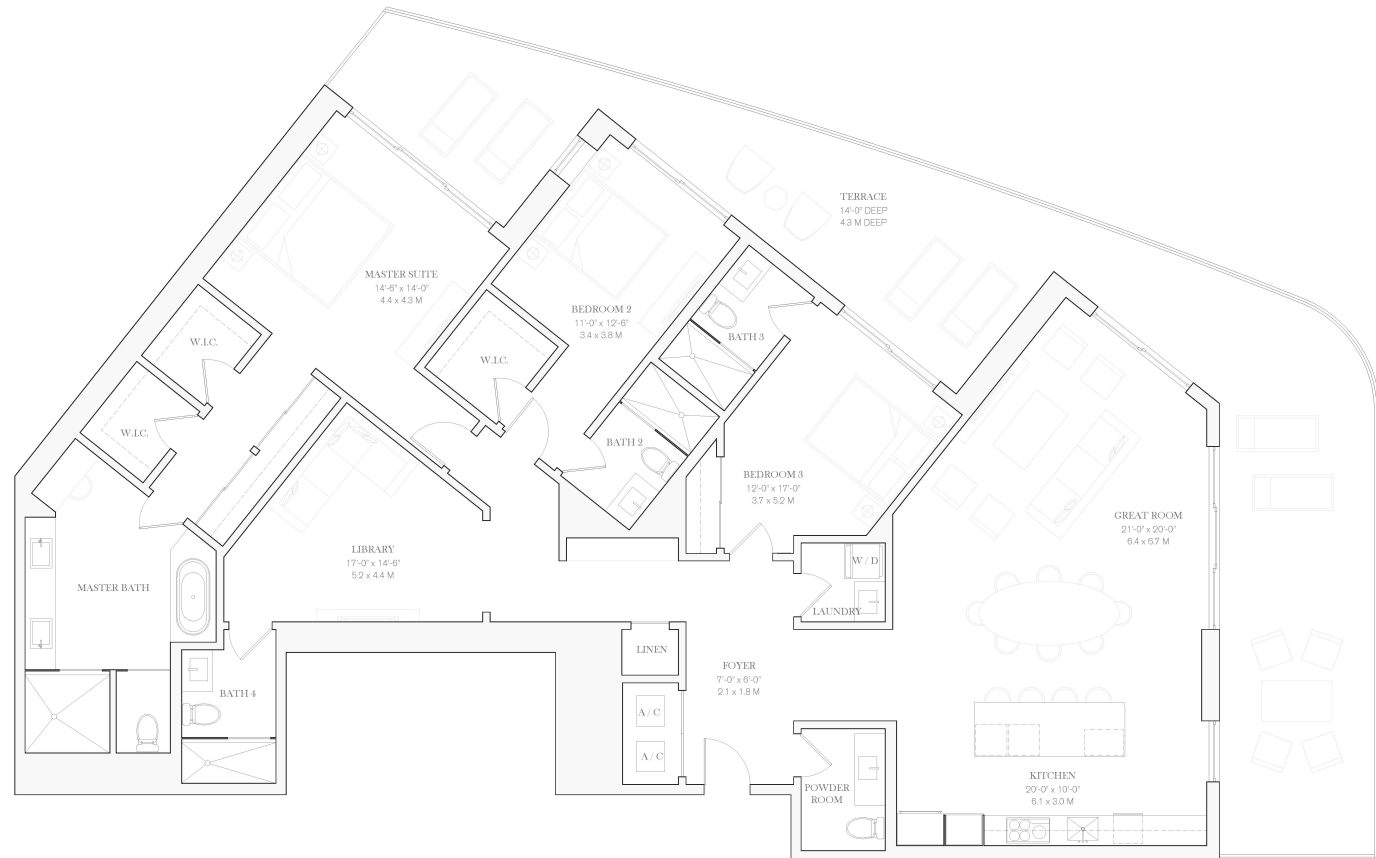 TERRACE
14'-0" DEEP
4.3 M DEEP
MASTER SUITE
14'-6" x 14'-0"
4.4 x 4.3 M
BEDROOM 2
11'-0" x 12'-6"
3.4 x 3.8 M
W.I.C.
BATH 3
W.I.C.
W.I.C.
BATH 2
BEDROOM 3
12'-0" x 17'-0"
3.7 x 5.2 M
GREAT ROOM
21'-0" x 20'-0"
6.4 x 6.7 M
LIBRARY
17'-0" x 14'-6"
5.2 x 4.4 M
W / D
MASTER BATH
LAUNDRY
LINEN
FOYER
7'-0" x 6'-0"
2.1 x 1.8 M
BATH 4
A / C
A / C
KITCHEN
20'-0" x 10'-0"
6.1 x 3.0 M
POWDER
ROOM